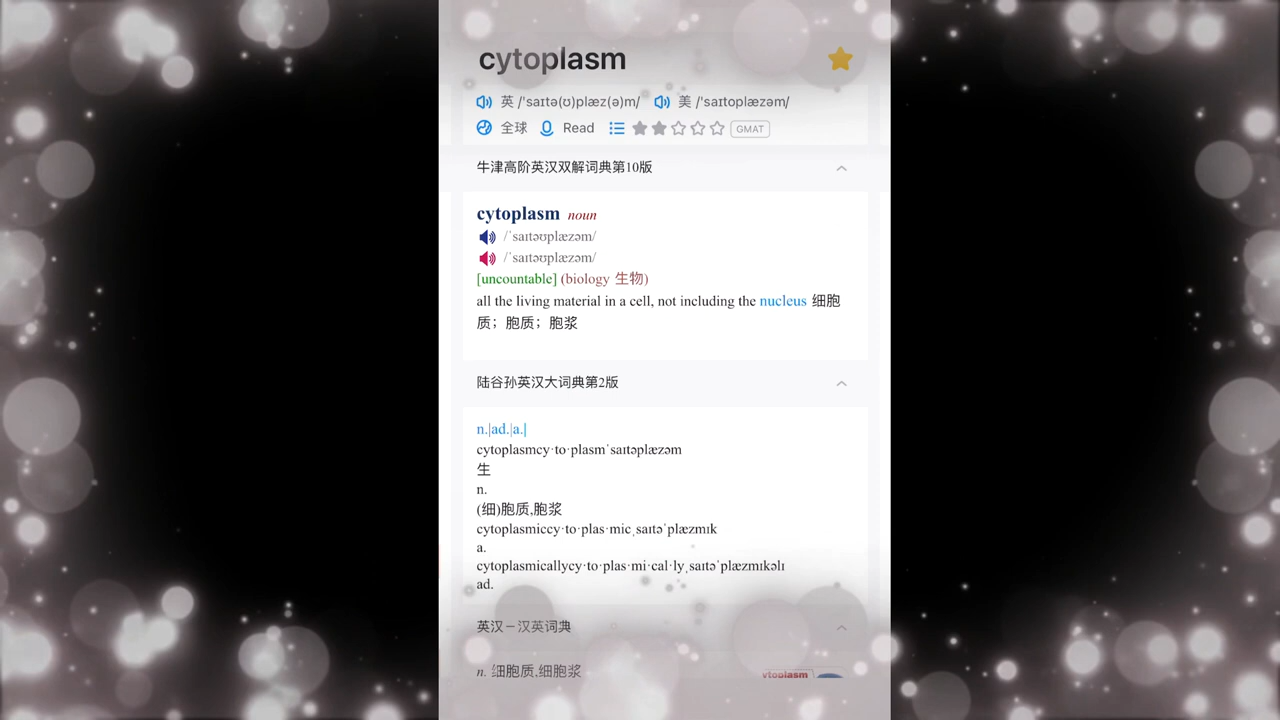 cytoplasm
英 /ˈsaɪtə(ʊ)plæz(ə)m/ 美 /ˈsaɪtoplæzəm/
全球 Read GMAT
牛津高阶英汉双解词典第10版
cytoplasm noun
/ˈsaɪtəʊplæzəm/
/ˈsaɪtəʊplæzəm/
[uncountable] (biology 生物)
all the living material in a cell, not including the nucleus 细胞
质；胞质；胞浆
陆谷孙英汉大词典第2版
n.|ad.|a.|
cytoplasmcy·to·plasmˈsaɪtəplæzəm
生
n.
(细)胞质,胞浆
cytoplasmiccy·to·plas·micˌsaɪtəˈplæzmɪk
a.
cytoplasmicallycy·to·plas·mi·cal·lyˌsaɪtəˈplæzmɪkəlɪ
ad.
英汉－汉英词典
n. 细胞质,细胞浆
ytoplasm